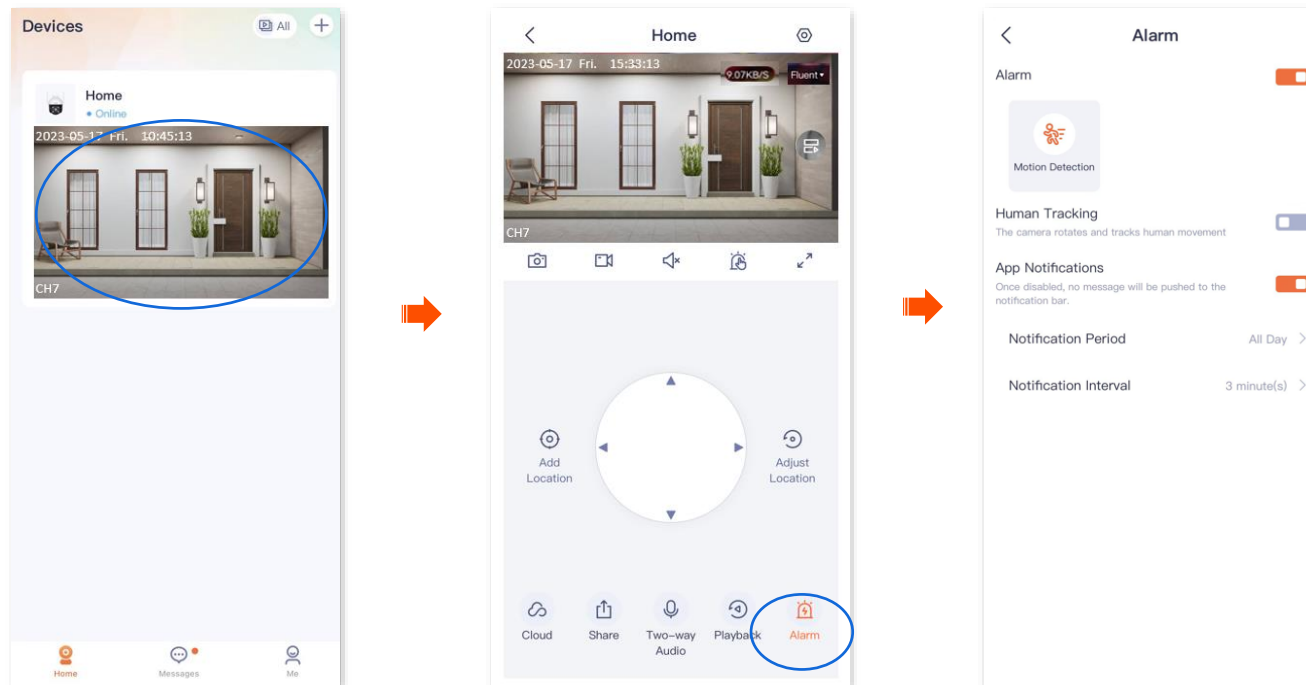 Devices
All
Home
Online
2023-05-17 Fri. 10:45:13
CH7
Home
Messages
Me
Home
2023-05-17 Fri. 15:33:13
9.07KB/S
Fluent
CH7
Add
Location
Adjust
Location
Cloud
Share
Two-way
Audio
Playback
Alarm
Alarm
Alarm
Motion Detection
Human Tracking
The camera rotates and tracks human movement
App Notifications
Once disabled, no message will be pushed to the
notification bar.
Notification Period
All Day
Notification Interval
3 minute(s)